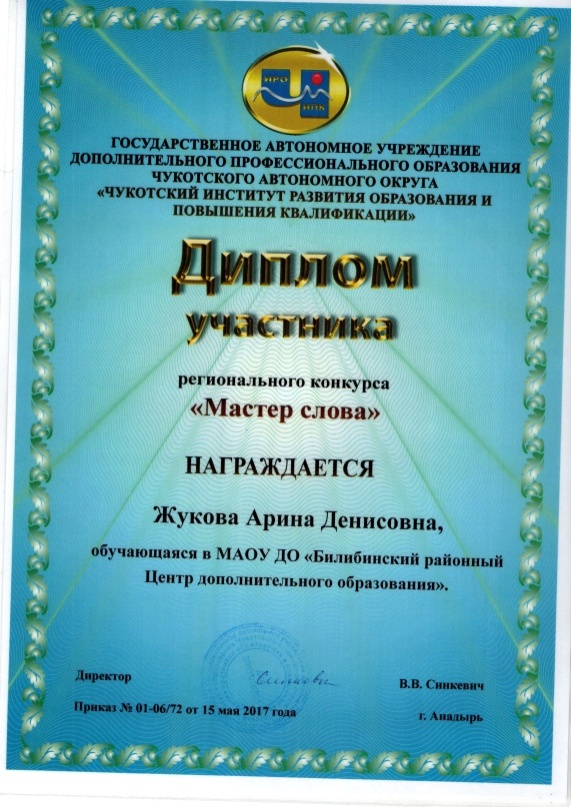 ИРО
ИПК
ГОСУДАРСТВЕННОЕ АВТОНОМНОЕ УЧРЕЖДЕНИЕ
ДОПОЛНИТЕЛЬНОГО ПРОФЕССИОНАЛЬНОГО ОБРАЗОВАНИЯ
ЧУКОТСКОГО АВТОНОМНОГО ОКРУГА
«ЧУКОТСКИЙ ИНСТИТУТ РАЗВИТИЯ ОБРАЗОВАНИЯ И
ПОВЫШЕНИЯ КВАЛИФИКАЦИИ»
Диплом
участника
регионального конкурса
«Мастер слова»
НАГРАЖДАЕТСЯ
Жукова Арина Денисовна,
обучающаяся в МАОУ ДО «Билибинский районный
Центр дополнительного образования».
Директор
В.В. Синкевич
Приказ № 01-06/72 от 15 мая 2017 года
г. Анадырь